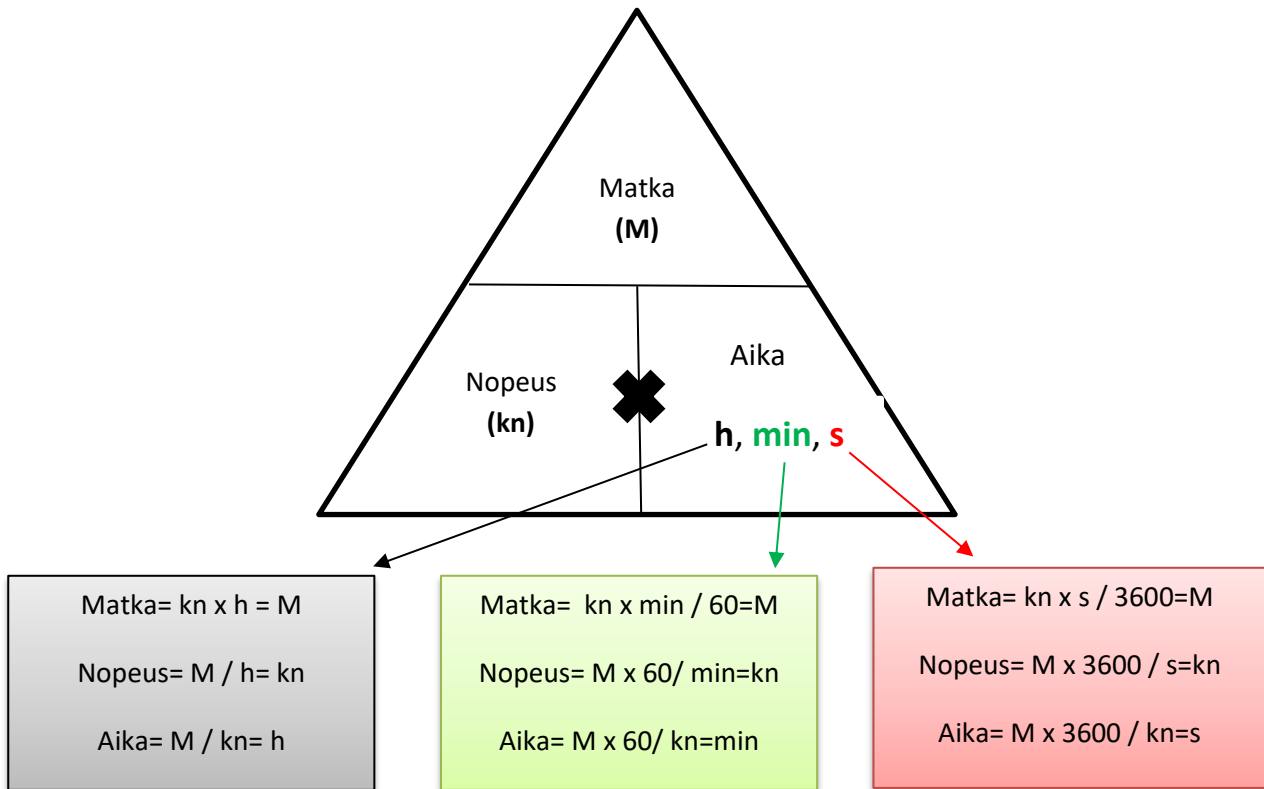 Matka
(M)
Nopeus
(kn)
Aika
h, min, s
Matka= kn x h = M
Nopeus= M / h= kn
Aika= M / kn= h
Matka=  kn x min / 60=M
Nopeus= M x 60/ min=kn
Aika= M x 60/ kn=min
Matka= kn x s / 3600=M
Nopeus= M x 3600 / s=kn
Aika= M x 3600 / kn=s